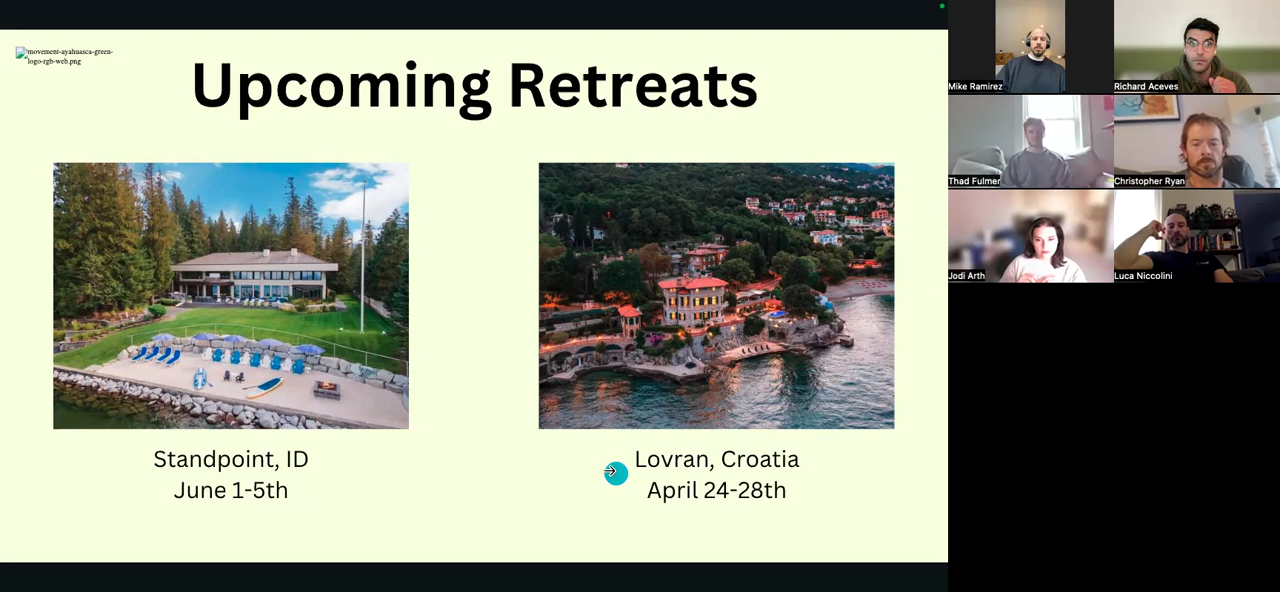 movement-ayahuasca-green-
logo-rgb-web.png
Upcoming Retreats
Standpoint, ID
June 1-5th
Lovran, Croatia
April 24-28th
Mike Ramirez
Richard Aceves
Thad Fulmer
Christopher Ryan
Jodi Arth
Luca Niccolini